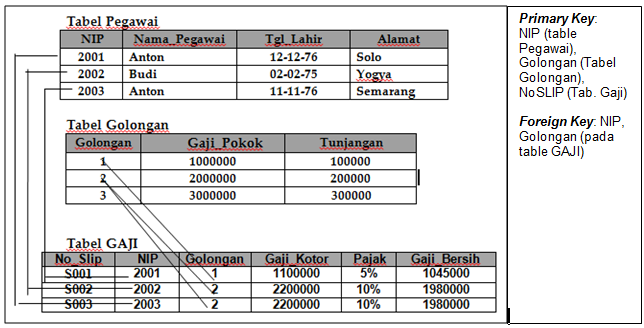 Tabel Pegawai
NIP Nama_Pegawai Tgl_Lahir Alamat
2001 Anton 12-12-76 Solo
2002 Budi 02-02-75 Yogya
2003 Anton 11-11-76 Semarang
Tabel Golongan
Golongan Gaji_Pokok Tunjangan
1 1000000 100000
2 2000000 200000
3 3000000 300000
Tabel GAJI
No_Slip NIP Golongan Gaji_Kotor Pajak Gaji_Bersih
S001 2001 1 1100000 5% 1045000
S002 2002 2 2200000 10% 1980000
S003 2003 2 2200000 10% 1980000
Primary Key:
NIP (table
Pegawai),
Golongan (Tabel
Golongan),
NoSLIP (Tab. Gaji)
Foreign Key: NIP,
Golongan (pada
table GAJI)